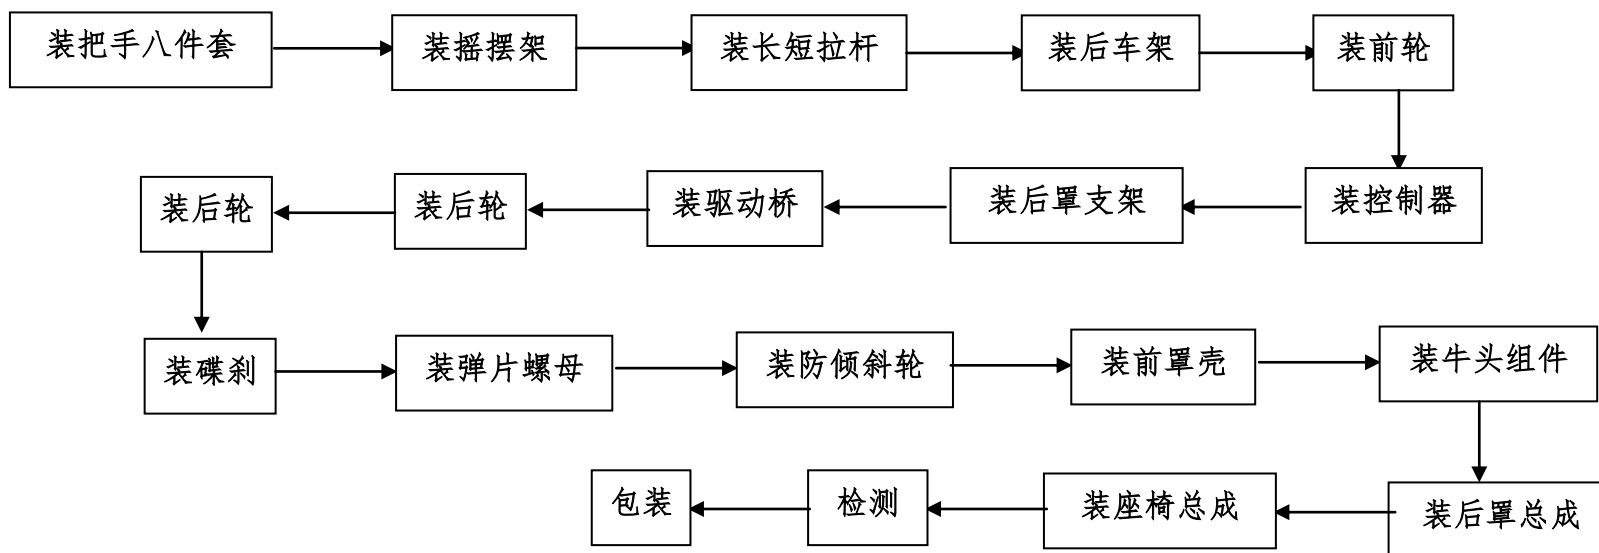 装把手八件套
装摇摆架
装长短拉杆
装后车架
装前轮
装控制器
装后罩支架
装驱动桥
装后轮
装后轮
装碟刹
装弹片螺母
装防倾斜轮
装前罩壳
装牛头组件
装后罩总成
装座椅总成
检测
包装